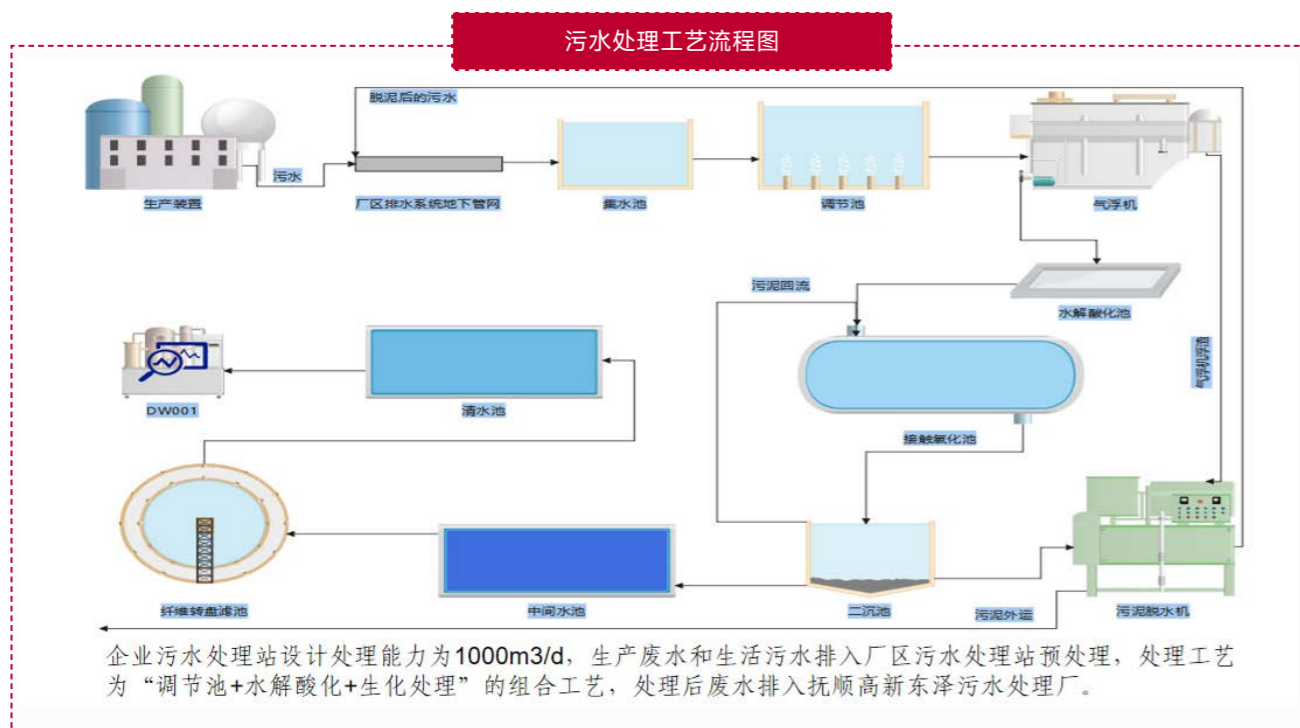 污水处理工艺流程图
脱泥后的污水
污水
生产装置
厂区排水系统地下管网
集水池
调节池
气浮机
污泥回流
水解酸化池
DW001
清水池
接触氧化池
纤维转盘滤池
中间水池
二沉池
污泥外运
污泥脱水机
企业污水处理站设计处理能力为1000m3/d，生产废水和生活污水排入厂区污水处理站预处理，处理工艺
为“调节池+水解酸化+生化处理”的组合工艺，处理后废水排入抚顺高新东泽污水处理厂。